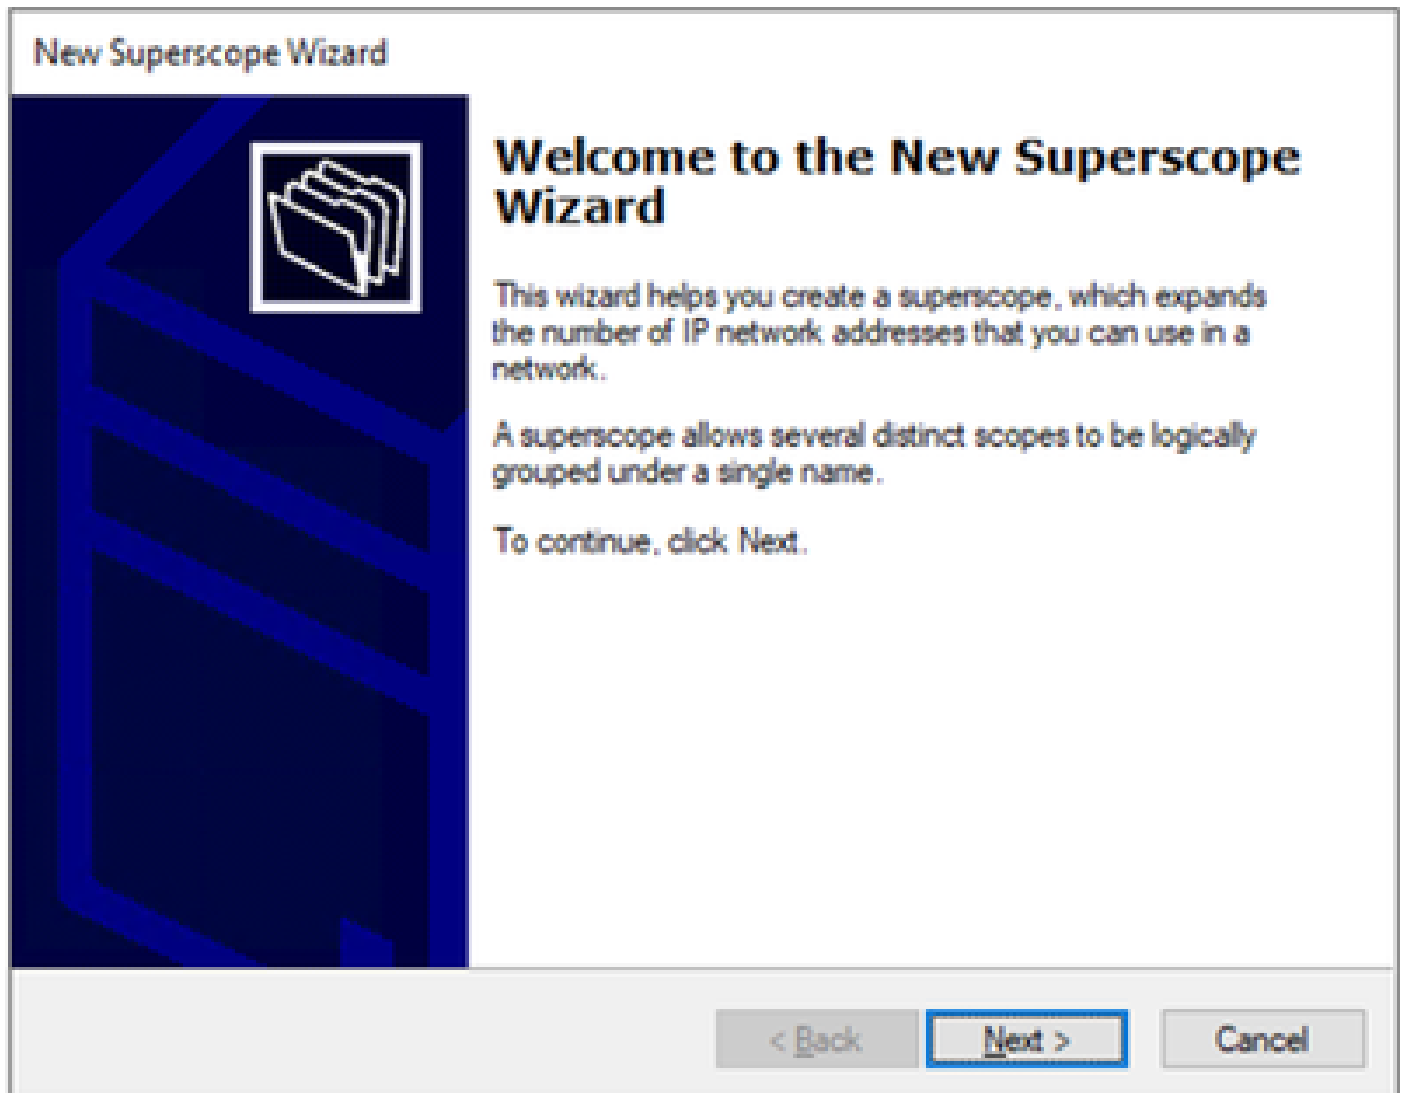 New Superscope Wizard
Welcome to the New Superscope
Wizard
This wizard helps you create a superscope, which expands
the number of IP network addresses that you can use in a
network.
A superscope allows several distinct scopes to be logically
grouped under a single name.
To continue, click Next.
< Back
Next >
Cancel